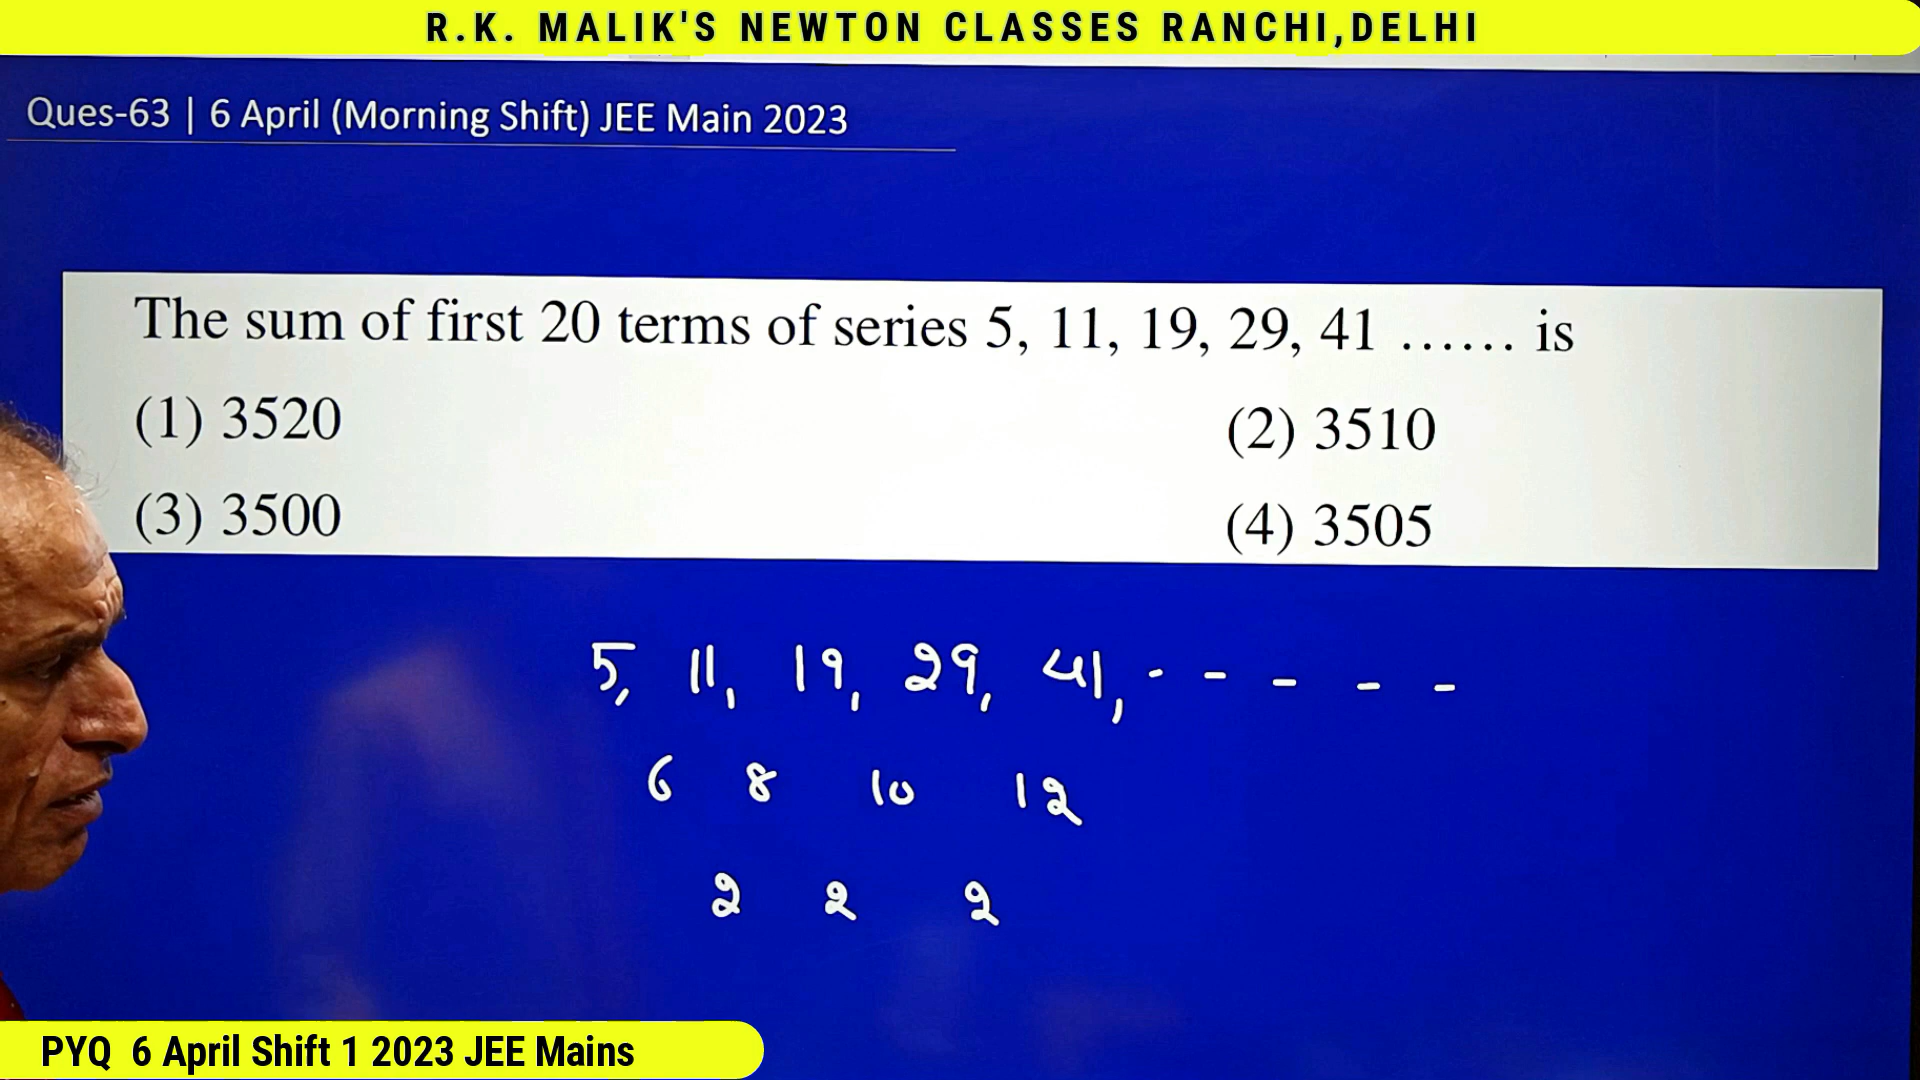 R.K. MALIK'S NEWTON CLASSES RANCHI,DELHI
Ques-63 | 6 April (Morning Shift) JEE Main 2023
The sum of first 20 terms of series 5, 11, 19, 29, 41 ...... is
(1) 3520 (2) 3510
(3) 3500 (4) 3505
5, 11, 19, 29, 41, - - - - -
6 8 10 12
2 2 2
PYQ 6 April Shift 1 2023 JEE Mains